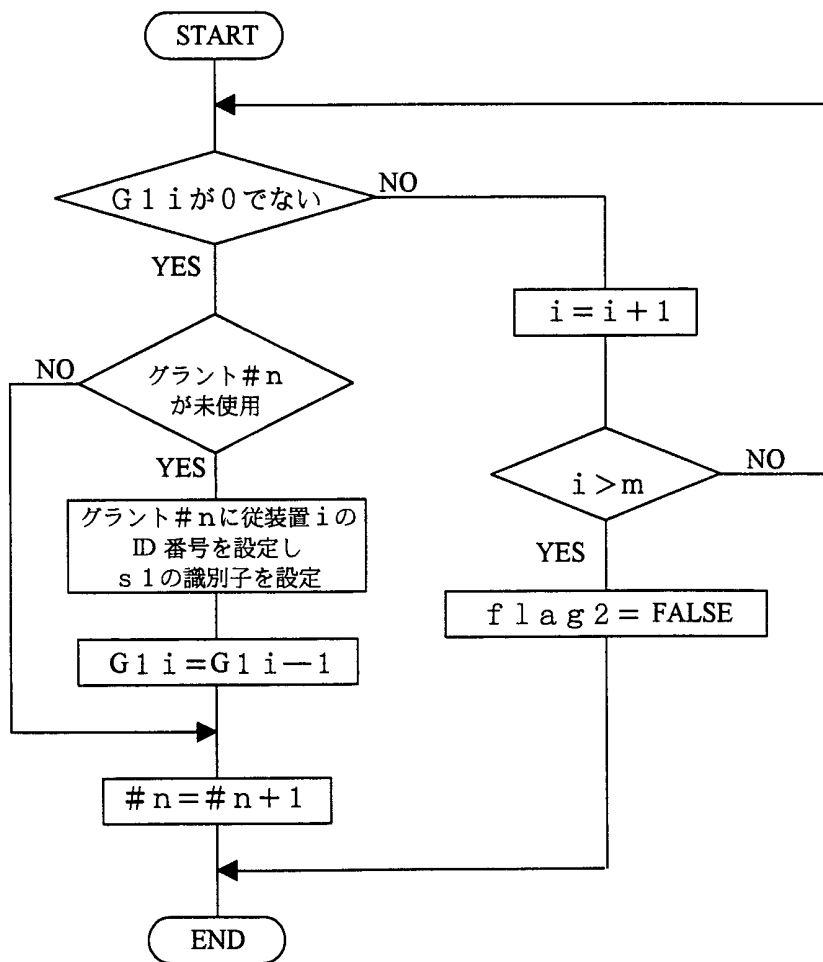 START
G1iが0でない
NO
YES
i=i+1
NO
グラント#n
が未使用
YES
i>m
NO
グラント#nに従装置iの
ID番号を設定し
s1の識別子を設定
YES
flag2=FALSE
G1i=G1i-1
#n=#n+1
END